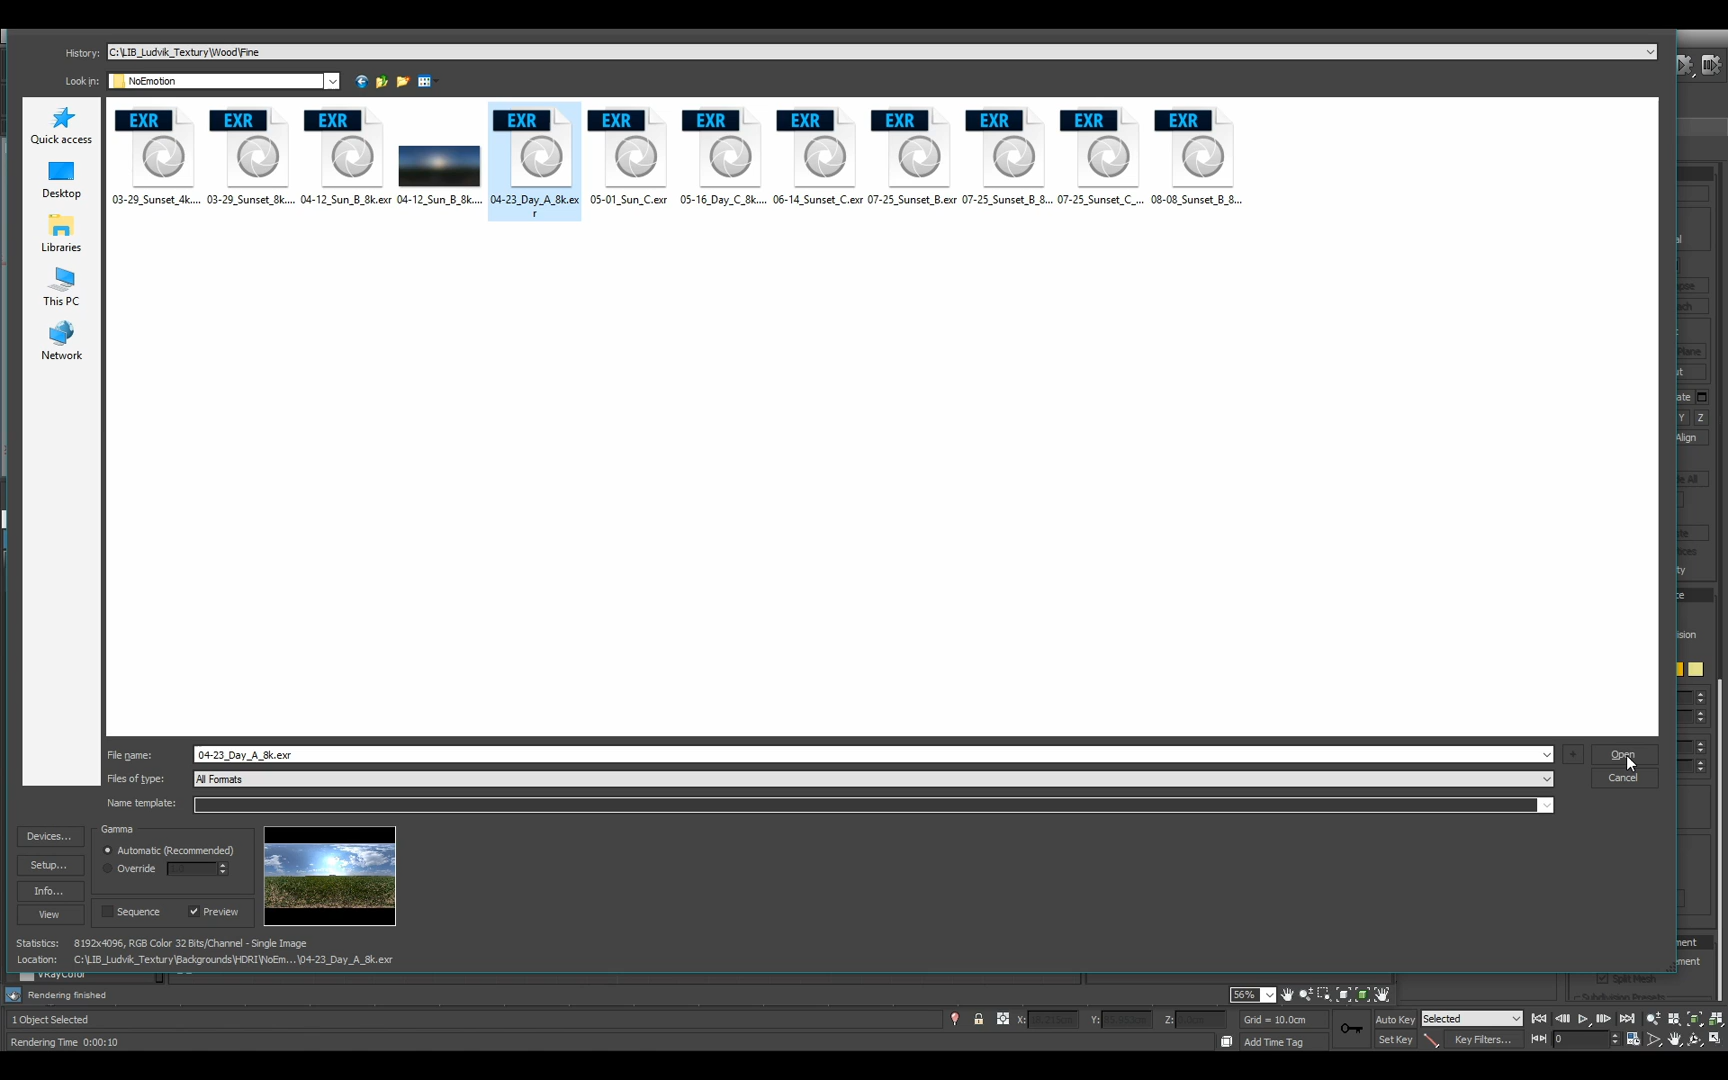 History: C:\LIB_Ludvik_Textury\Wood\Fine
Look in: NoEmotion
Quick access
Desktop
Libraries
This PC
Network
EXR EXR EXR EXR EXR EXR EXR EXR EXR EXR EXR
03-29_Sunset_4k.... 03-29_Sunset_8k.... 04-12_Sun_B_8k.exr 04-12_Sun_B_8k.... 04-23_Day_A_8k.ex
r
05-01_Sun_C.exr 05-16_Day_C_8k.... 06-14_Sunset_C.exr 07-25_Sunset_B.exr 07-25_Sunset_B_8... 07-25_Sunset_C_... 08-08_Sunset_B_8...
File name: 04-23_Day_A_8k.exr
Open
Files of type: All Formats
Cancel
Name template:
Devices...
Setup...
Info...
View
Gamma
Automatic (Recommended)
Override
Sequence Preview
Statistics: 8192x4096, RGB Color 32 Bits/Channel - Single Image
Location: C:\LIB_Ludvik_Textury\Backgrounds\HDRI\NoEm...\04-23_Day_A_8k.exr
VRayColor
Split Mesh
Subdivision Presets
Y Z
Align
Rendering finished
56%
1 Object Selected
X: Y: Z:
Grid = 10.0cm
Auto Key Selected
Rendering Time 0:00:10
Add Time Tag
Set Key Key Filters... 0